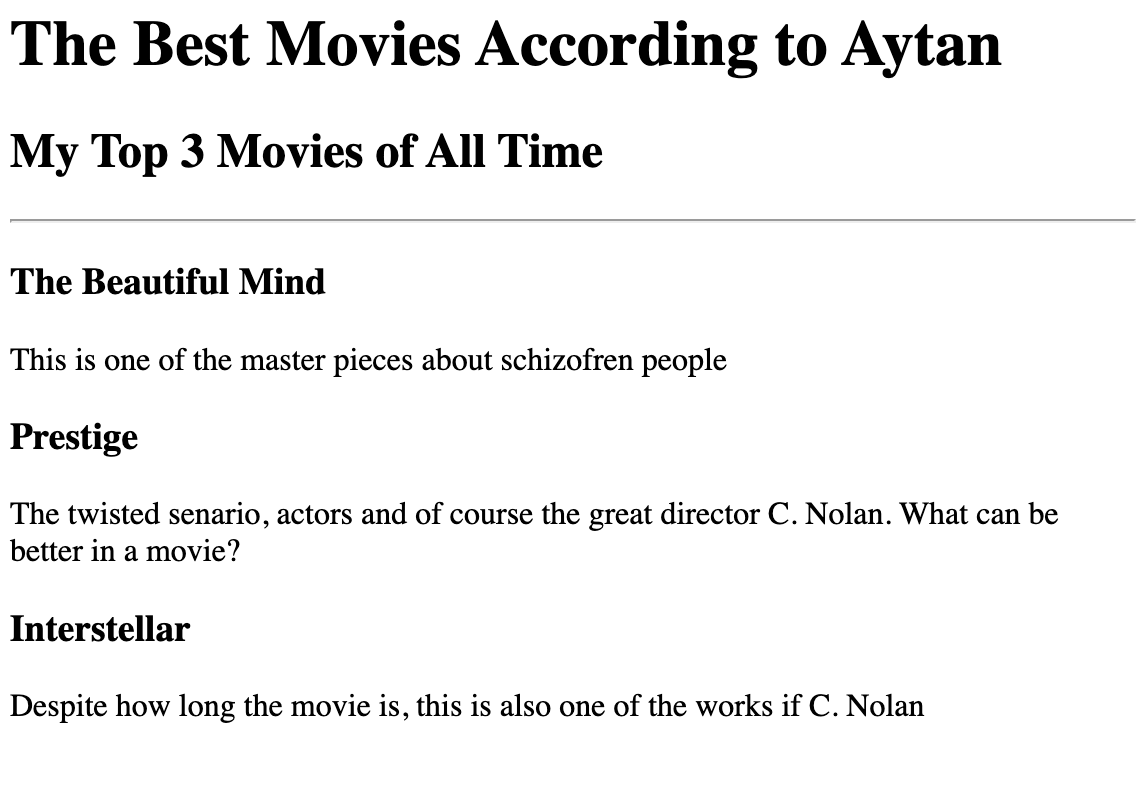 The Best Movies According to Aytan
My Top 3 Movies of All Time
The Beautiful Mind
This is one of the master pieces about schizofren people
Prestige
The twisted senario, actors and of course the great director C. Nolan. What can be
better in a movie?
Interstellar
Despite how long the movie is, this is also one of the works if C. Nolan